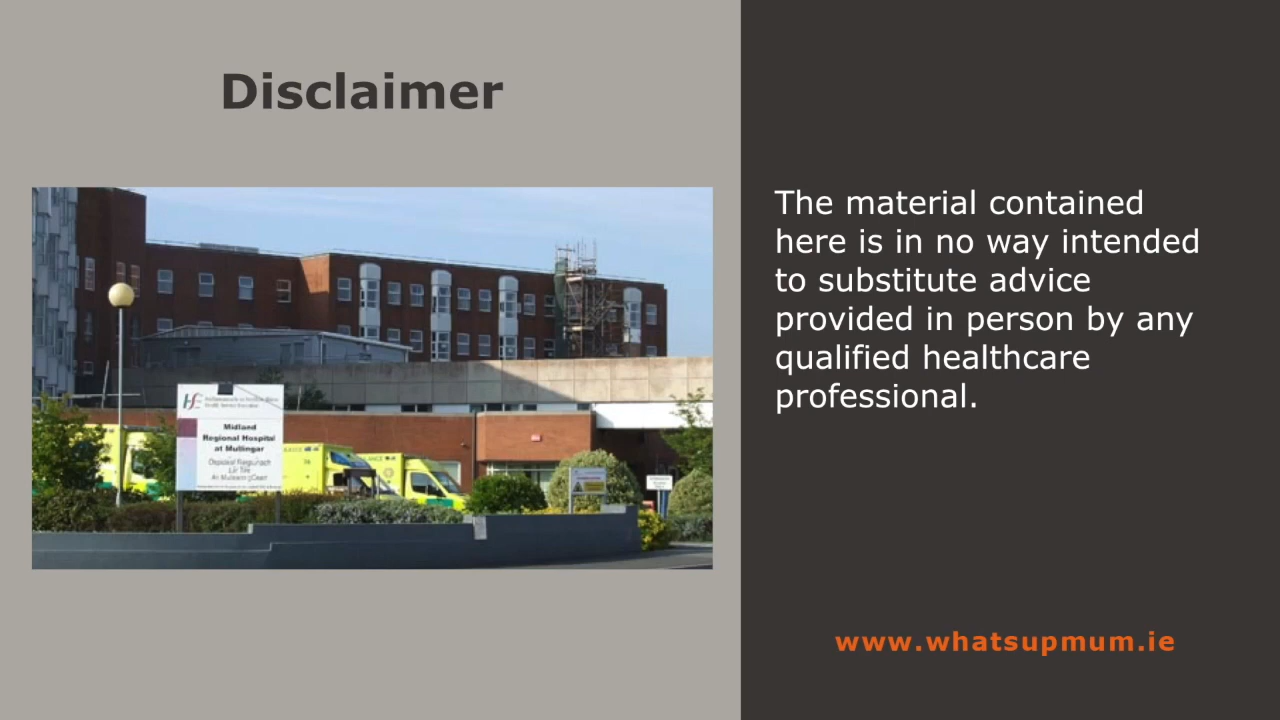 Disclaimer
The material contained
here is in no way intended
to substitute advice
provided in person by any
qualified healthcare
professional.
Midland
Regional Hospital
at Mullingar
www.whatsupmum.ie